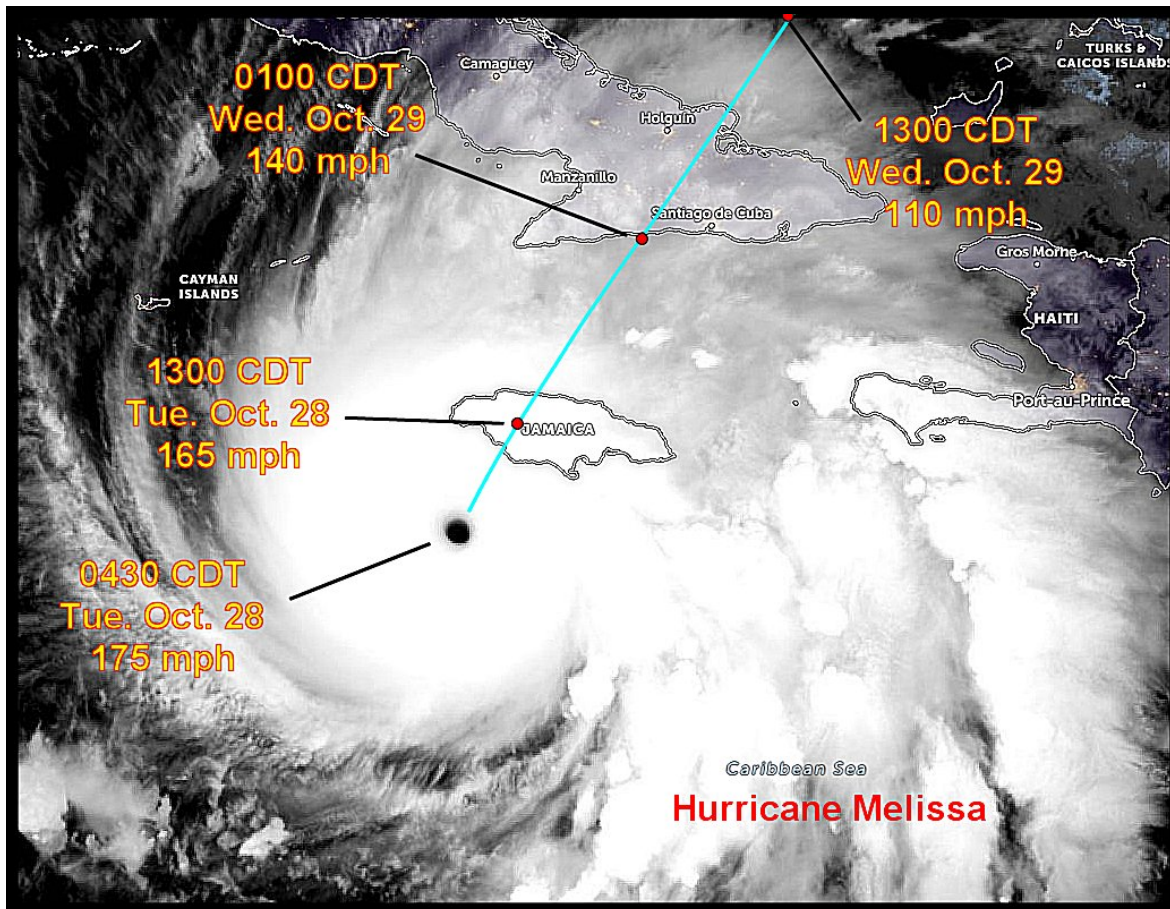 TURKS &
CAICOS ISLANDS
Camaguey
0100 CDT
Wed. Oct. 29
140 mph
Holguín
1300 CDT
Wed. Oct. 29
110 mph
Manzanillo
Santiago de Cuba
Gros Morne
CAYMAN
ISLANDS
HAITI
1300 CDT
Tue. Oct. 28
165 mph
Port-au-Prince
JAMAICA
0430 CDT
Tue. Oct. 28
175 mph
Caribbean Sea
Hurricane Melissa